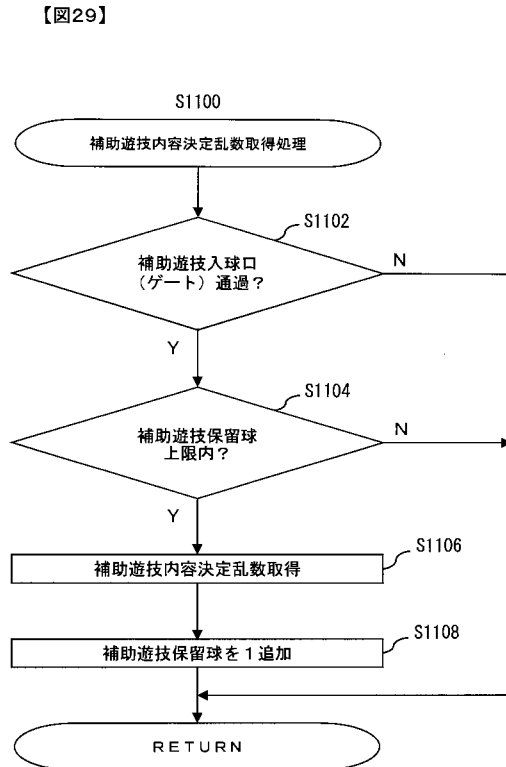 【図29】
S1100
補助遊技内容決定乱数取得処理
S1102
補助遊技入球口
(ゲート)通過?
N
Y
S1104
補助遊技保留球
上限内?
N
Y
S1106
補助遊技内容決定乱数取得
S1108
補助遊技保留球を1追加
RETURN